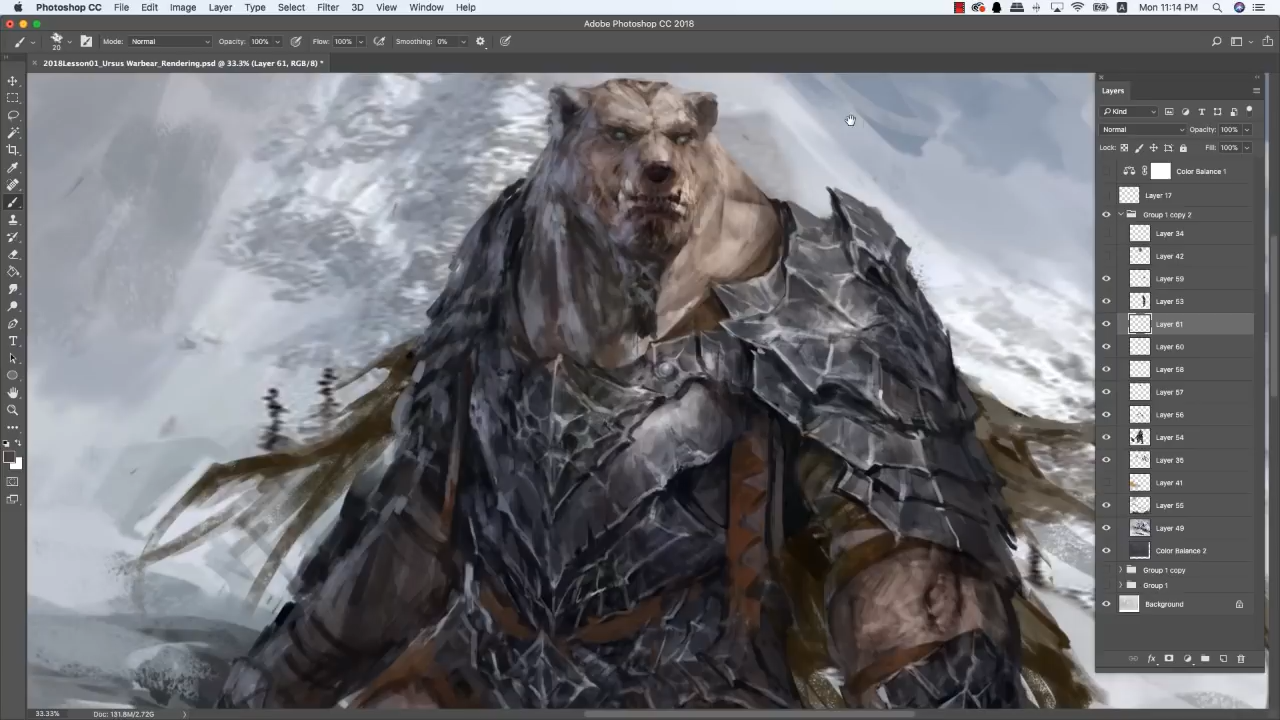 Photoshop CC File Edit Image Layer Type Select Filter 3D View Window Help Mon 11:14 PM
Adobe Photoshop CC 2018
20 Mode: Normal Opacity: 100% Flow: 100% Smoothing: 0%
2018Lesson01_Ursus Warbear_Rendering.psd @ 33.3% (Layer 61, RGB/8) *
Layers
Kind
Normal Opacity: 100%
Lock: Fill: 100%
Color Balance 1
Layer 17
Group 1 copy 2
Layer 34
Layer 42
Layer 59
Layer 53
Layer 61
Layer 60
Layer 58
Layer 57
Layer 56
Layer 54
Layer 36
Layer 41
Layer 55
Layer 49
Color Balance 2
Group 1 copy
Group 1
Background
fx
33.33% Doc: 131.8M/2.72G